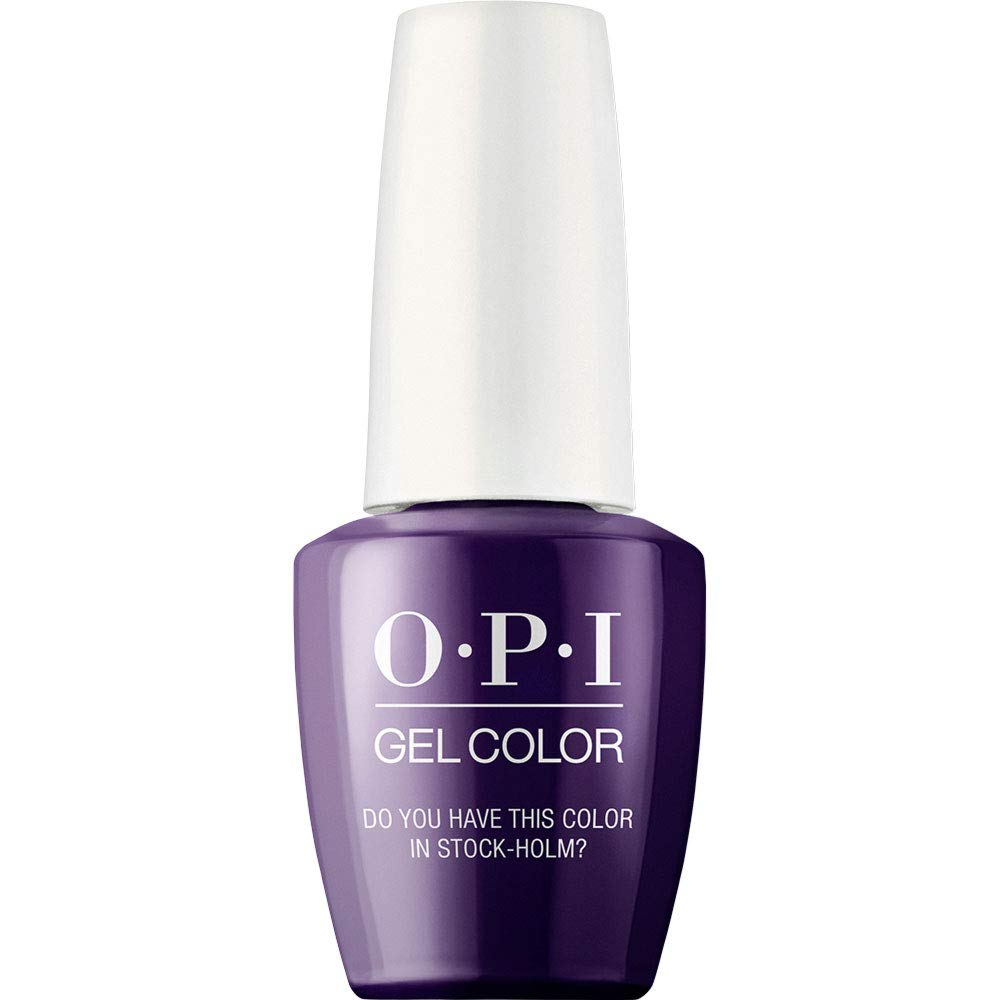 O·P·I
GEL COLOR
DO YOU HAVE THIS COLOR
IN STOCK-HOLM?